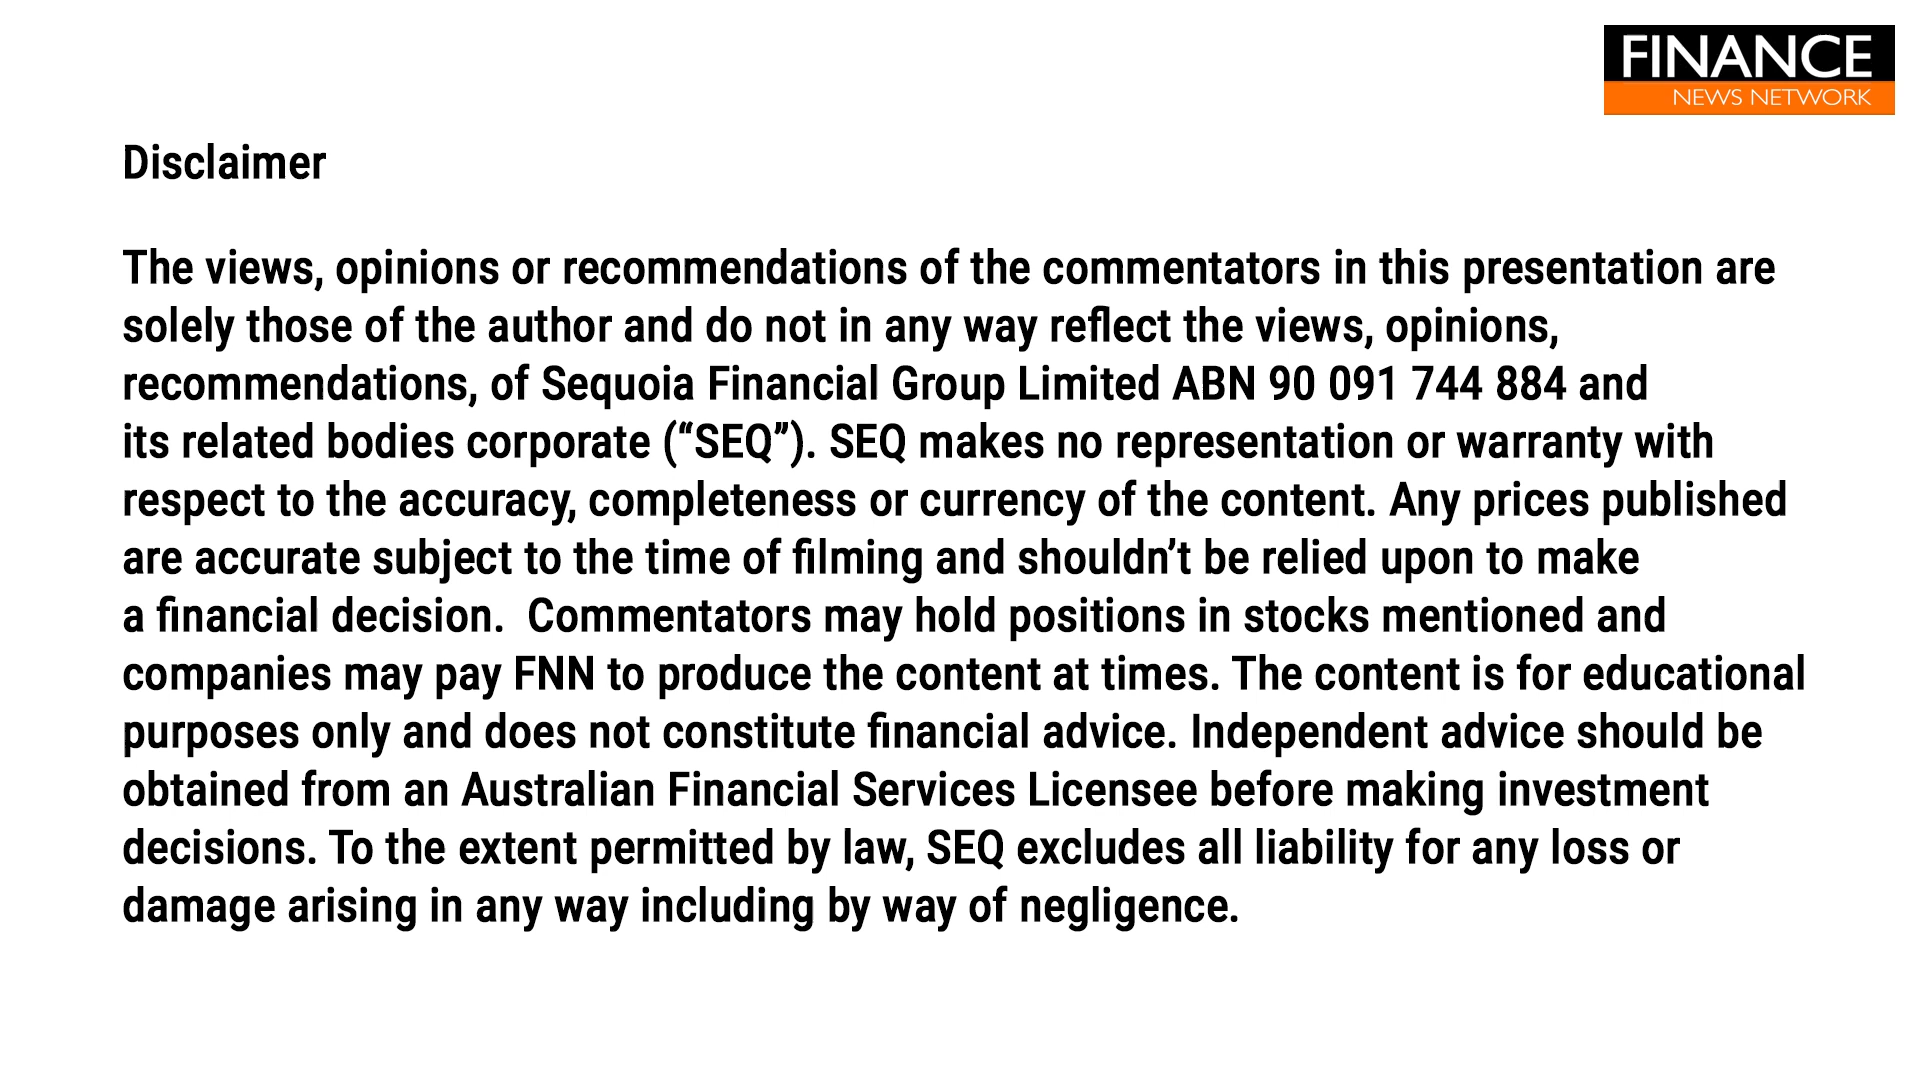 FINANCE
NEWS NETWORK
Disclaimer
The views, opinions or recommendations of the commentators in this presentation are
solely those of the author and do not in any way reflect the views, opinions,
recommendations, of Sequoia Financial Group Limited ABN 90 091 744 884 and
its related bodies corporate (“SEQ”). SEQ makes no representation or warranty with
respect to the accuracy, completeness or currency of the content. Any prices published
are accurate subject to the time of filming and shouldn’t be relied upon to make
a financial decision.  Commentators may hold positions in stocks mentioned and
companies may pay FNN to produce the content at times. The content is for educational
purposes only and does not constitute financial advice. Independent advice should be
obtained from an Australian Financial Services Licensee before making investment
decisions. To the extent permitted by law, SEQ excludes all liability for any loss or
damage arising in any way including by way of negligence.